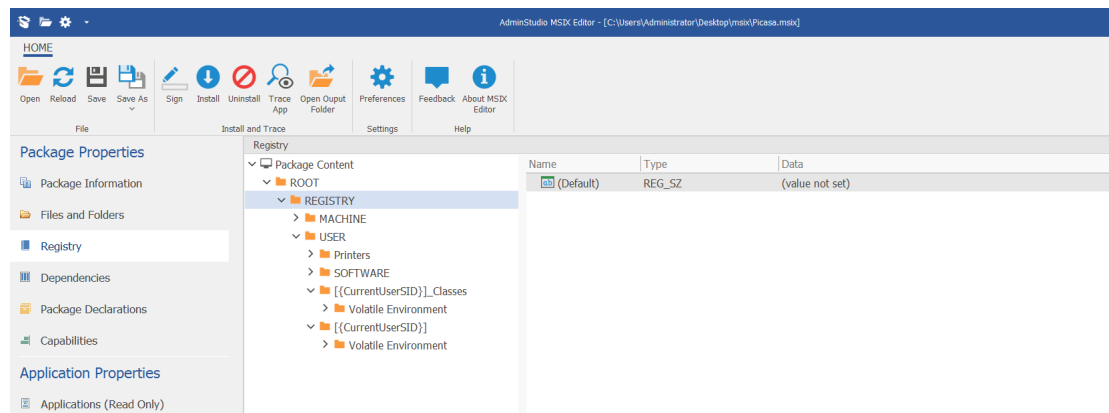 AdminStudio MSIX Editor - [C:\Users\Administrator\Desktop\msix\Picasa.msix]
HOME
Open Reload Save Save As Sign Install Uninstall Trace App Open Ouput Folder Preferences Feedback About MSIX Editor
File Install and Trace Settings Help
Package Properties
Package Information
Files and Folders
Registry
Dependencies
Package Declarations
Capabilities
Application Properties
Applications (Read Only)
Registry
Package Content
ROOT
REGISTRY
MACHINE
USER
Printers
SOFTWARE
[{CurrentUserSID}]_Classes
Volatile Environment
[{CurrentUserSID}]
Volatile Environment
Name Type Data
ab (Default) REG_SZ (value not set)